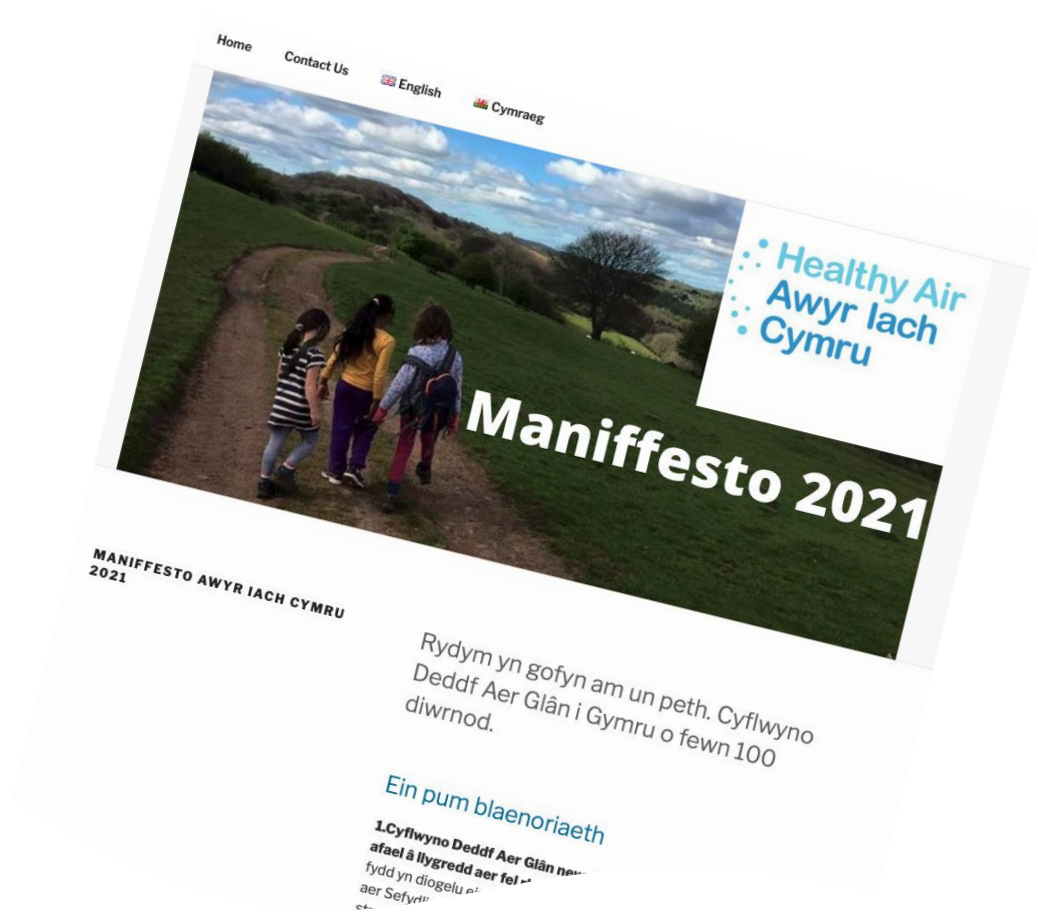 Home
Contact Us
English
Cymraeg
Healthy Air
Awyr Iach
Cymru
Maniffesto 2021
MANIFFESTO AWYR IACH CYMRU
2021
Rydym yn gofyn am un peth. Cyflwyno
Deddf Aer Glân i Gymru o fewn 100
diwrnod.
Ein pum blaenoriaeth
1.Cyflwyno Deddf Aer Glân
afael â llygredd aer fel
fydd yn diogelu
aer